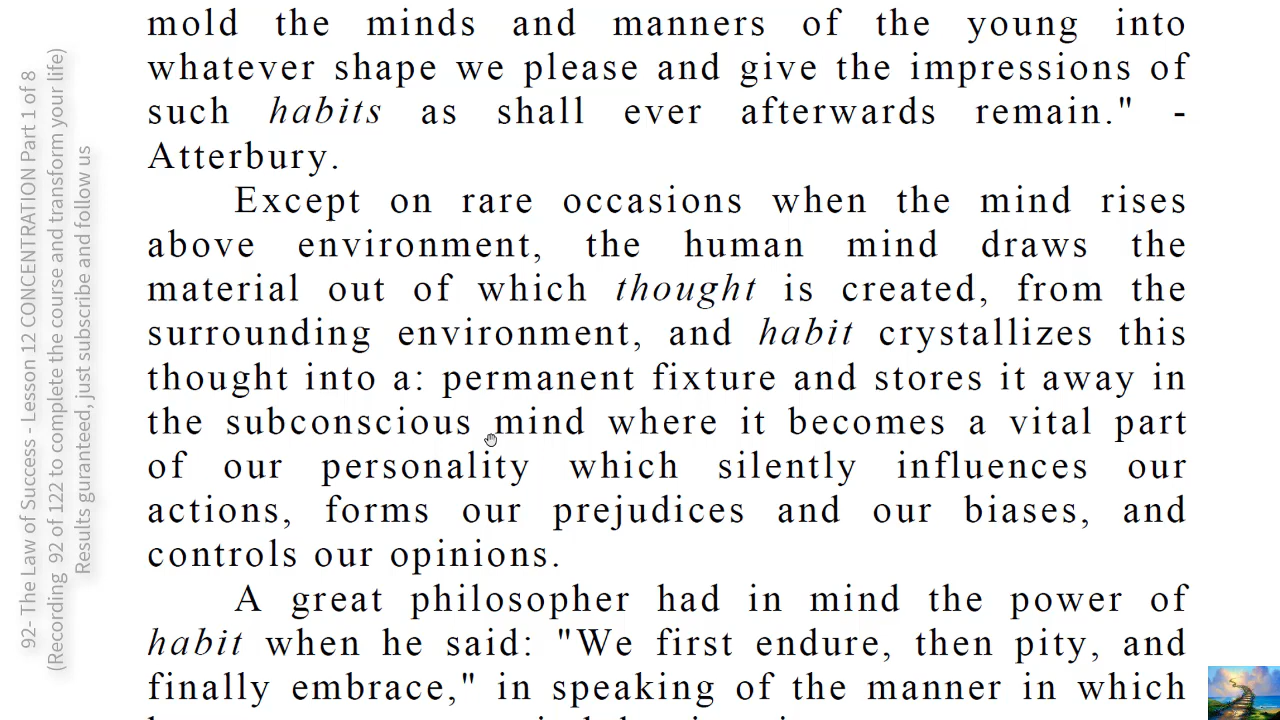 mold the minds and manners of the young into
whatever shape we please and give the impressions of
such habits as shall ever afterwards remain." -
Atterbury.
Except on rare occasions when the mind rises
above environment, the human mind draws the
material out of which thought is created, from the
surrounding environment, and habit crystallizes this
thought into a: permanent fixture and stores it away in
the subconscious mind where it becomes a vital part
of our personality which silently influences our
actions, forms our prejudices and our biases, and
controls our opinions.
A great philosopher had in mind the power of
habit when he said: "We first endure, then pity, and
finally embrace," in speaking of the manner in which
92- The Law of Success - Lesson 12 CONCENTRATION Part 1 of 8
(Recording 92 of 122 to complete the course and transform your life)
Results guranteed, just subscribe and follow us